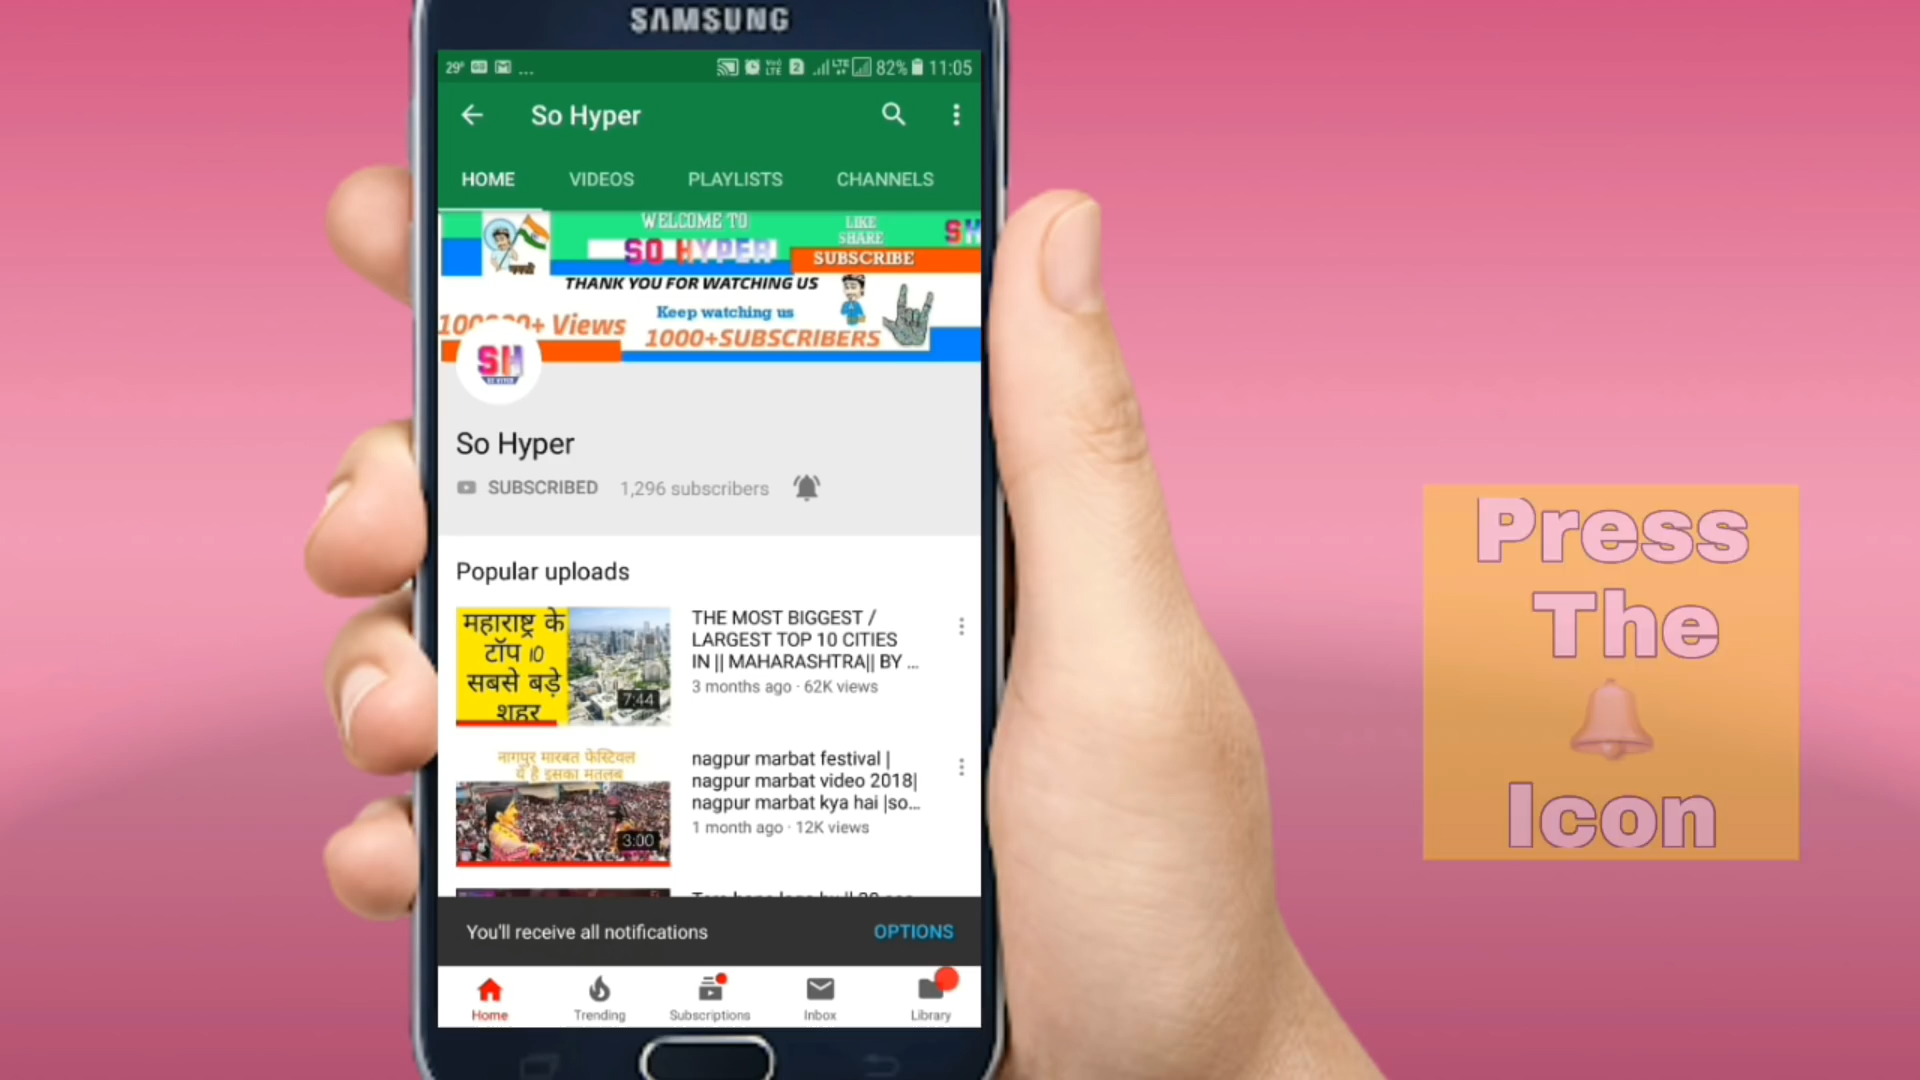 SAMSUNG
29° ...
82% 11:05
So Hyper
HOME VIDEOS PLAYLISTS CHANNELS
WELCOME TO
SO HYPER
LIKE
SHARE
SUBSCRIBE
SH
THANK YOU FOR WATCHING US
Keep watching us
1000+SUBSCRIBERS
+ Views
SH
SO HYPER
So Hyper
SUBSCRIBED 1,296 subscribers
Popular uploads
महाराष्ट्र के
टॉप 10
सबसे बड़े
शहर
7:44
THE MOST BIGGEST /
LARGEST TOP 10 CITIES
IN || MAHARASHTRA|| BY ...
3 months ago · 62K views
नागपुर मारबत फेस्टिवल
ये है इसका मतलब
3:00
nagpur marbat festival |
nagpur marbat video 2018|
nagpur marbat kya hai |so...
1 month ago · 12K views
You'll receive all notifications OPTIONS
Home Trending Subscriptions Inbox Library
Press
The
Icon